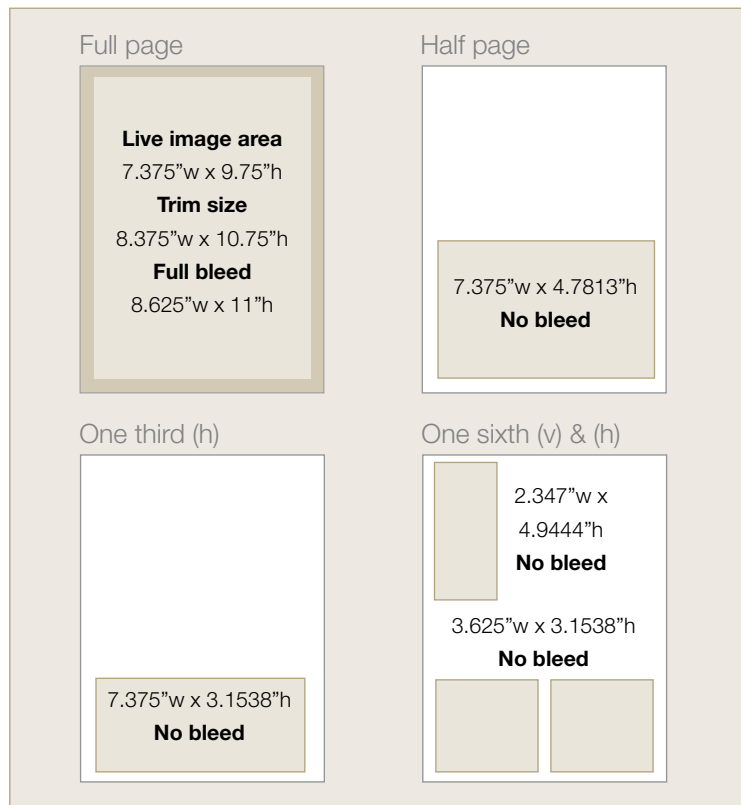 Full page
Live image area
7.375”w x 9.75”h
Trim size
8.375”w x 10.75”h
Full bleed
8.625”w x 11”h
Half page
7.375”w x 4.7813”h
No bleed
One third (h)
7.375”w x 3.1538”h
No bleed
One sixth (v) & (h)
2.347”w x
4.9444”h
No bleed
3.625”w x 3.1538”h
No bleed